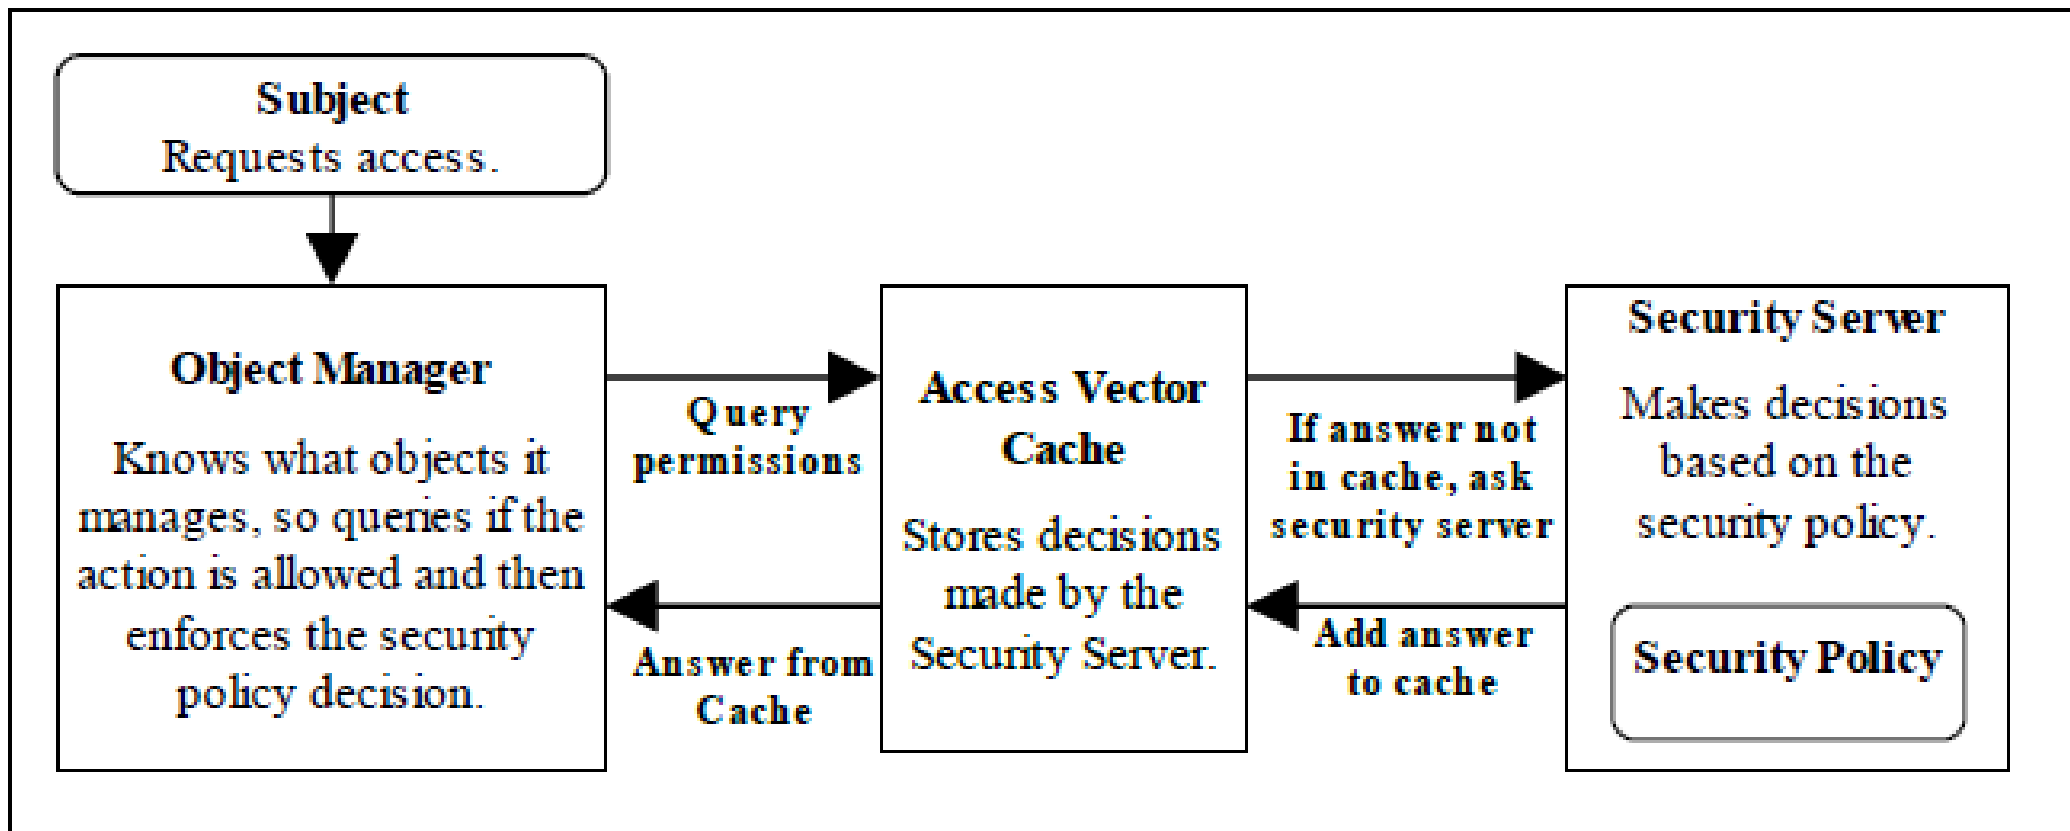 Subject
Requests access.
Object Manager
Knows what objects it
manages, so queries if the
action is allowed and then
enforces the security
policy decision.
Query
permissions
Answer from
Cache
Access Vector
Cache
Stores decisions
made by the
Security Server.
If answer not
in cache, ask
security server
Add answer
to cache
Security Server
Makes decisions
based on the
security policy.
Security Policy